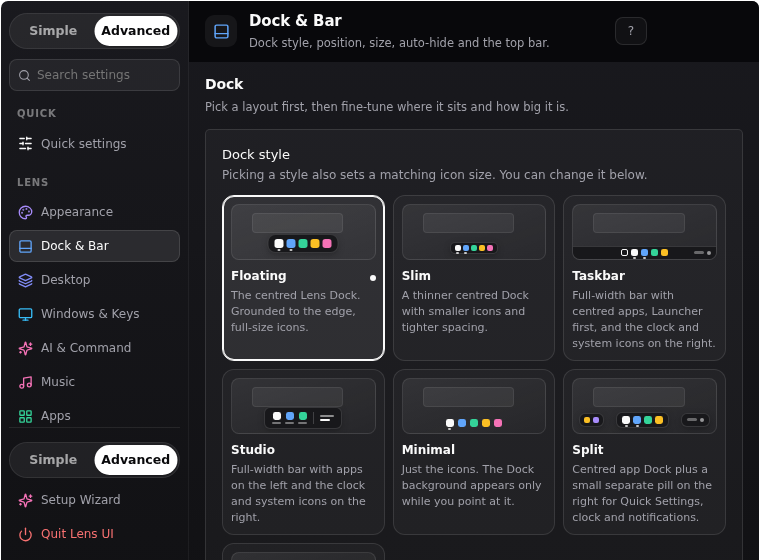 Simple Advanced
Search settings
QUICK
Quick settings
LENS
Appearance
Dock & Bar
Desktop
Windows & Keys
AI & Command
Music
Apps
Simple Advanced
Setup Wizard
Quit Lens UI
Dock & Bar
Dock style, position, size, auto-hide and the top bar.
?
Dock
Pick a layout first, then fine-tune where it sits and how big it is.
Dock style
Picking a style also sets a matching icon size. You can change it below.
Floating
The centred Lens Dock.
Grounded to the edge,
full-size icons.
Slim
A thinner centred Dock
with smaller icons and
tighter spacing.
Taskbar
Full-width bar with
centred apps, Launcher
first, and the clock and
system icons on the right.
Studio
Full-width bar with apps
on the left and the clock
and system icons on the
right.
Minimal
Just the icons. The Dock
background appears only
while you point at it.
Split
Centred app Dock plus a
small separate pill on the
right for Quick Settings,
clock and notifications.